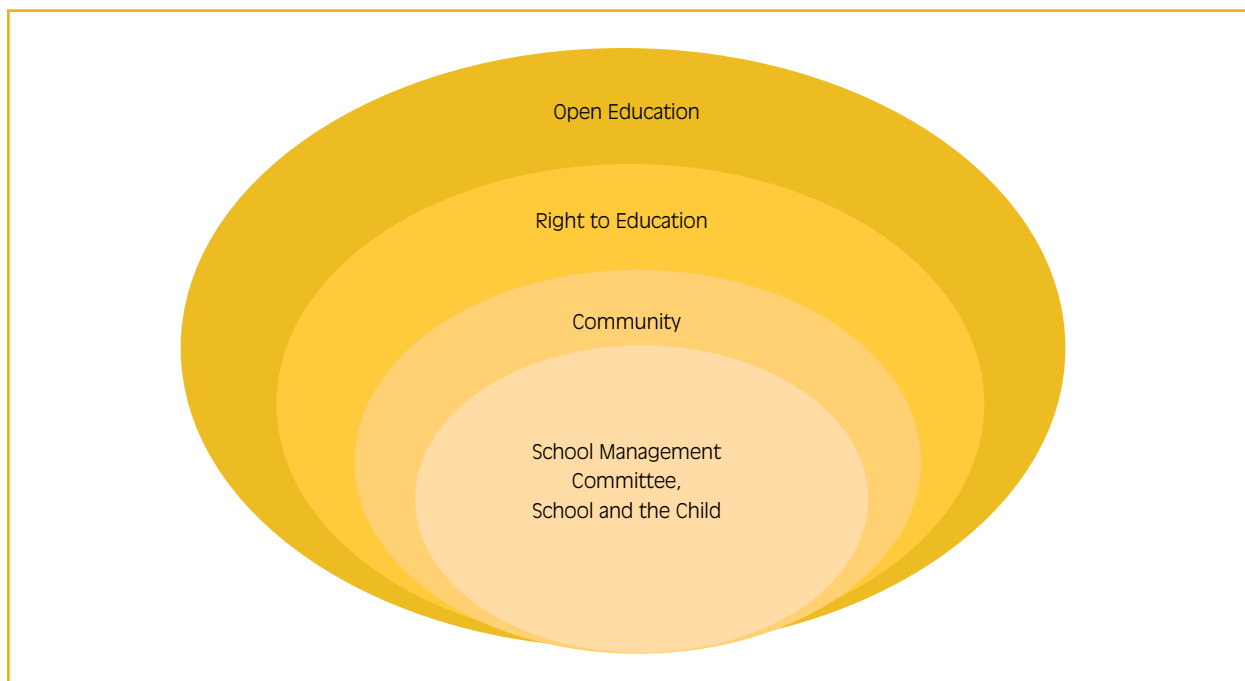 Open Education
Right to Education
Community
School Management
Committee,
School and the Child